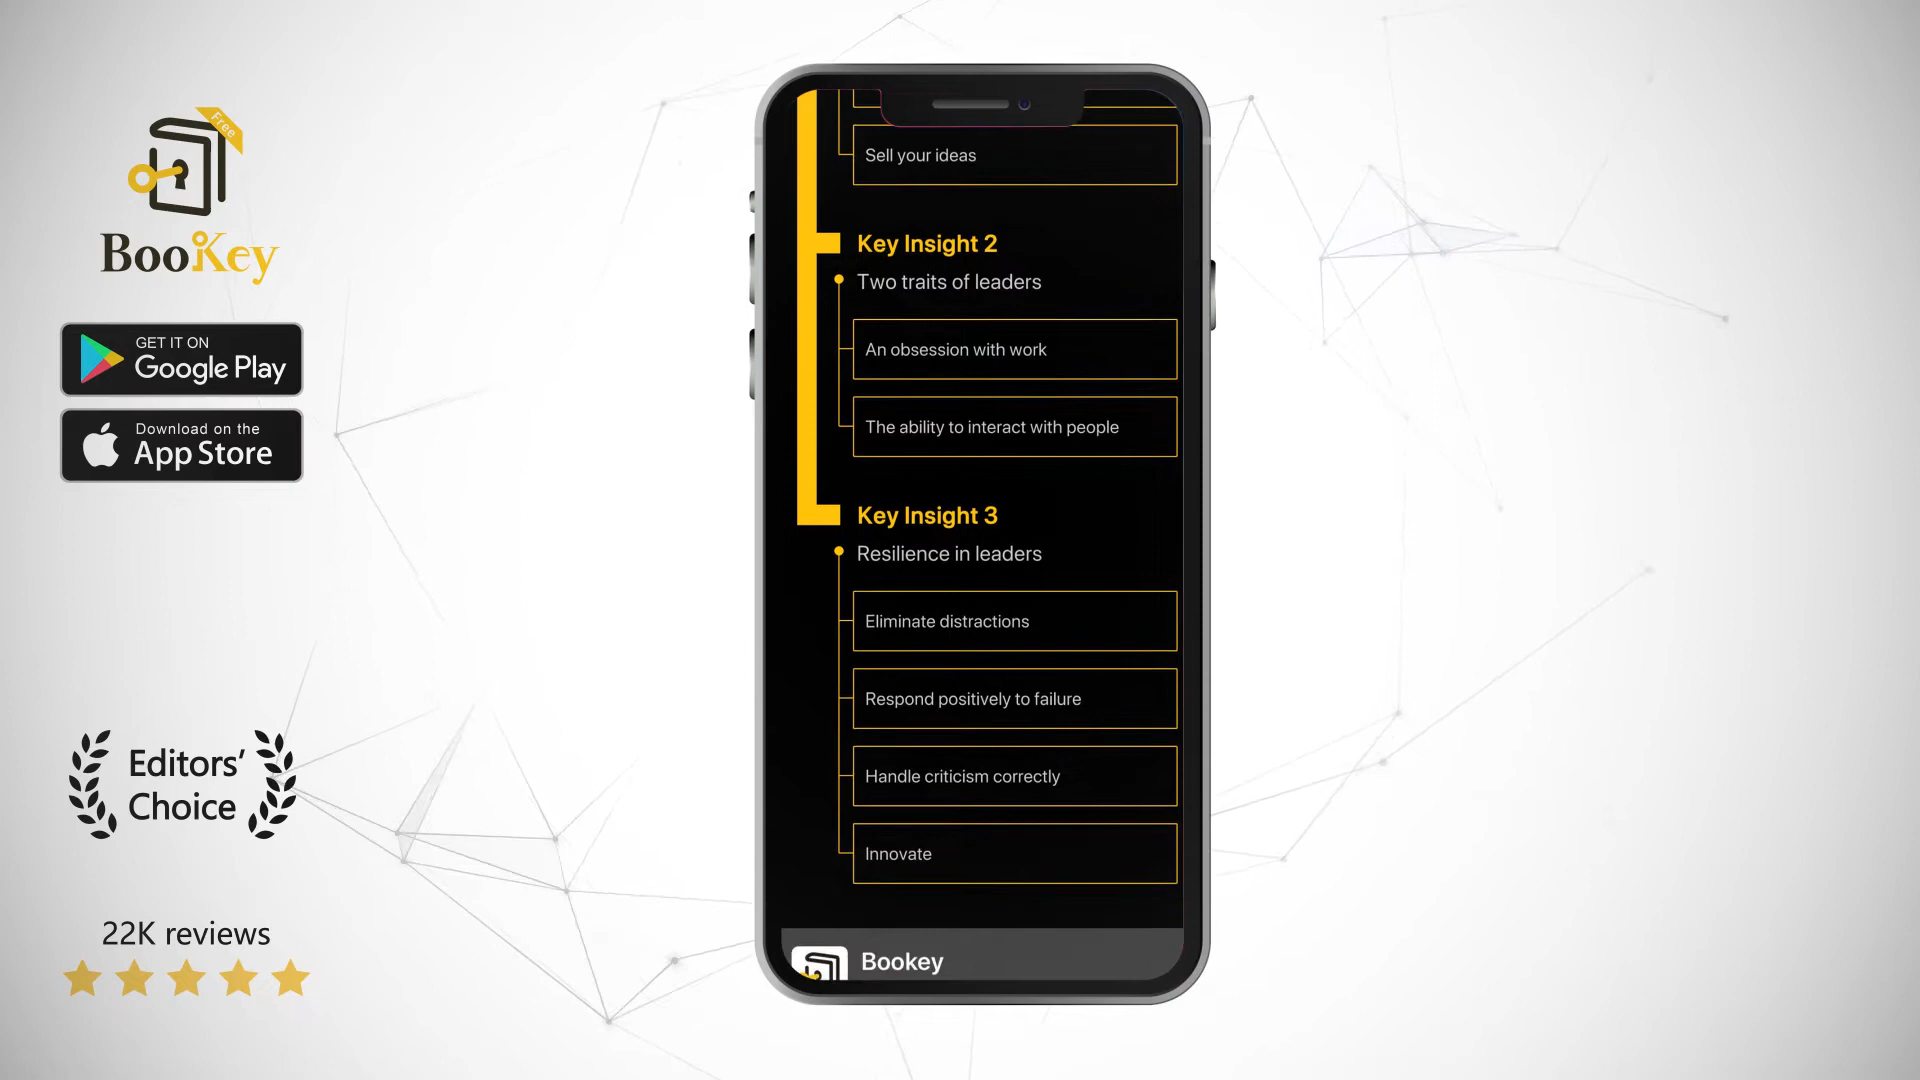 Free
BooKey
GET IT ON
Google Play
Download on the
App Store
Editors’
Choice
22K reviews
Sell your ideas
Key Insight 2
Two traits of leaders
An obsession with work
The ability to interact with people
Key Insight 3
Resilience in leaders
Eliminate distractions
Respond positively to failure
Handle criticism correctly
Innovate
Bookey